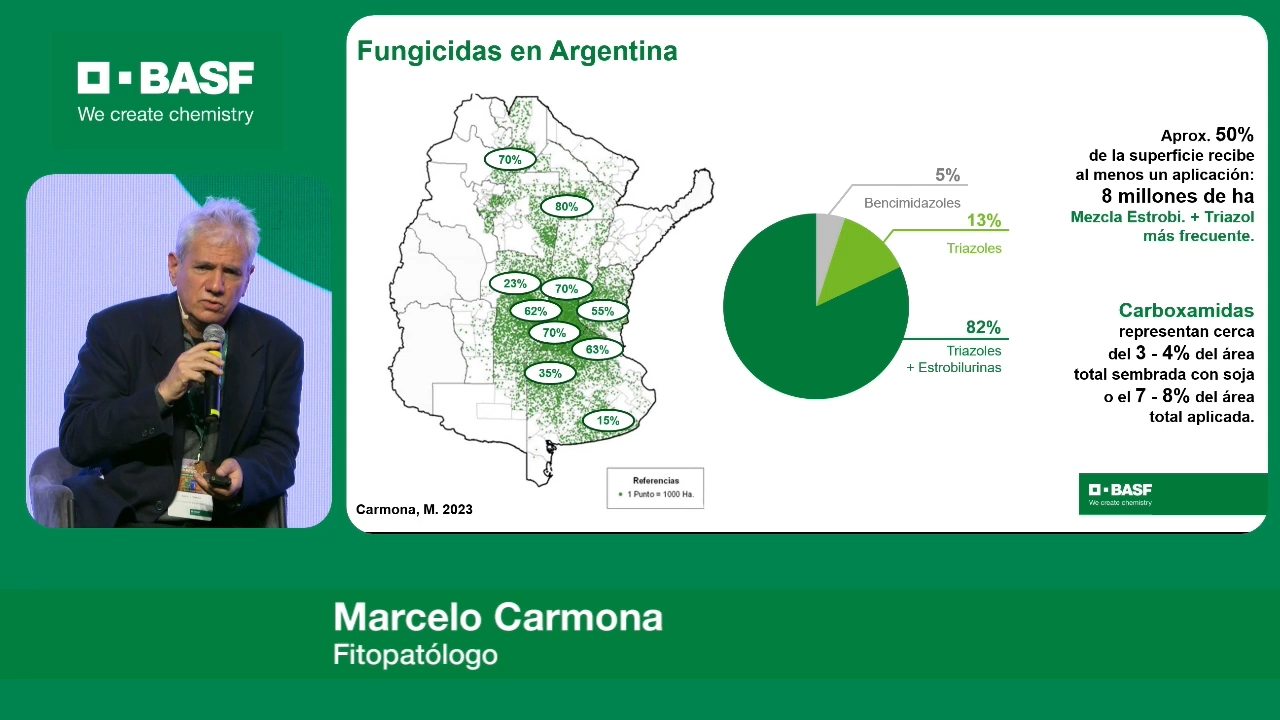 BASF
We create chemistry
Fungicidas en Argentina
70%
80%
23%
70%
62%
55%
70%
63%
35%
15%
Referencias
1 Punto = 1000 Ha.
Carmona, M. 2023
5%
Bencimidazoles
13%
Triazoles
82%
Triazoles
+ Estrobilurinas
Aprox. 50%
de la superficie recibe
al menos un aplicación:
8 millones de ha
Mezcla Estrobi. + Triazol
más frecuente.
Carboxamidas
representan cerca
del 3 - 4% del área
total sembrada con soja
o el 7 - 8% del área
total aplicada.
BASF
We create chemistry
Marcelo Carmona
Fitopatólogo